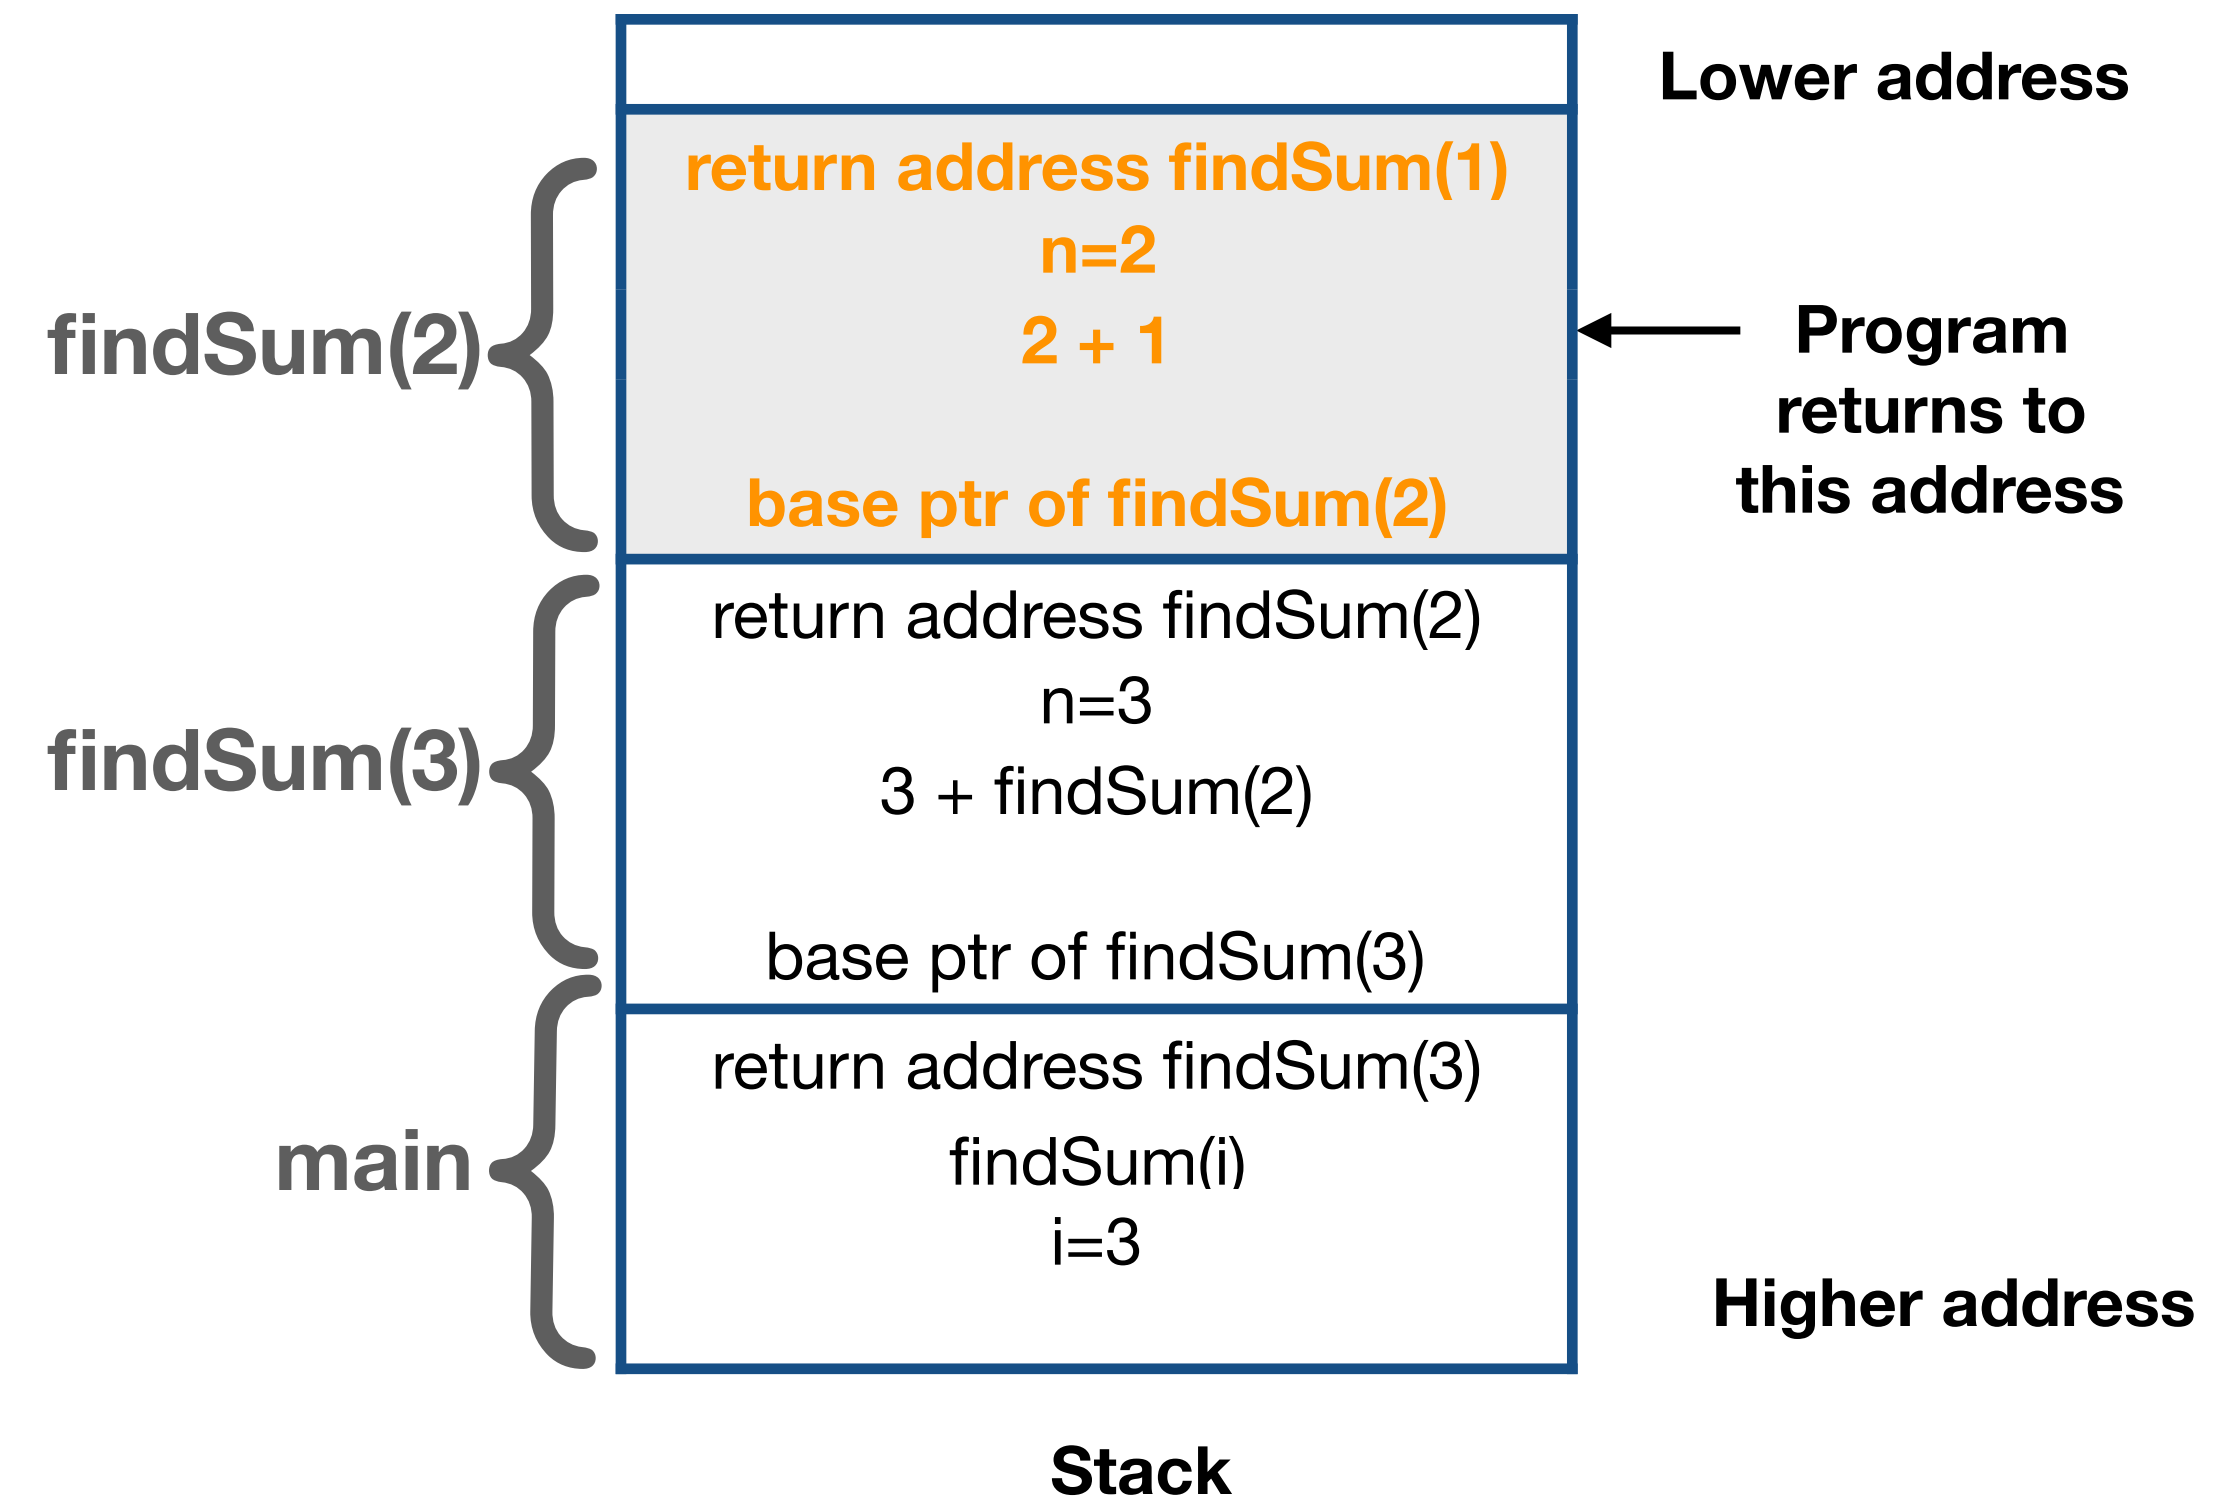 Lower address
return address findSum(1)
n=2
findSum(2)
2 + 1
Program
returns to
this address
base ptr of findSum(2)
return address findSum(2)
n=3
findSum(3)
3 + findSum(2)
base ptr of findSum(3)
return address findSum(3)
main
findSum(i)
i=3
Higher address
Stack